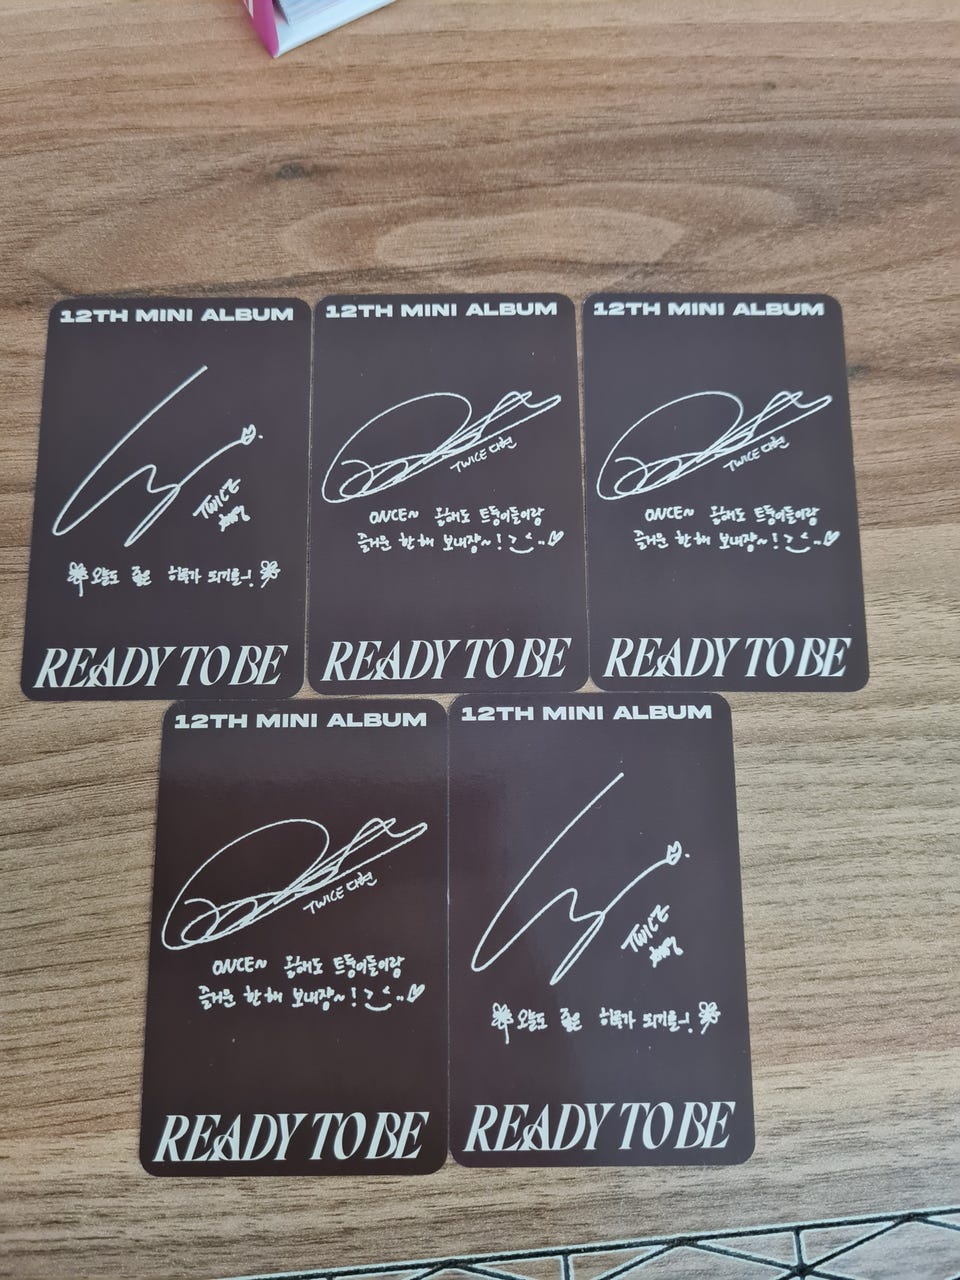 12TH MINI ALBUM
TWICE
오늘도 좋은 하루가 되기를~!
READY TO BE
12TH MINI ALBUM
TWICE 다현
ONCE~ 올해도 트둥이들이랑
즐거운 한 해 보내장~!
READY TO BE
12TH MINI ALBUM
TWICE 다현
ONCE~ 올해도 트둥이들이랑
즐거운 한 해 보내장~!
READY TO BE
12TH MINI ALBUM
TWICE 다현
ONCE~ 올해도 트둥이들이랑
즐거운 한 해 보내장~!
READY TO BE
12TH MINI ALBUM
TWICE
오늘도 좋은 하루가 되기를~!
READY TO BE